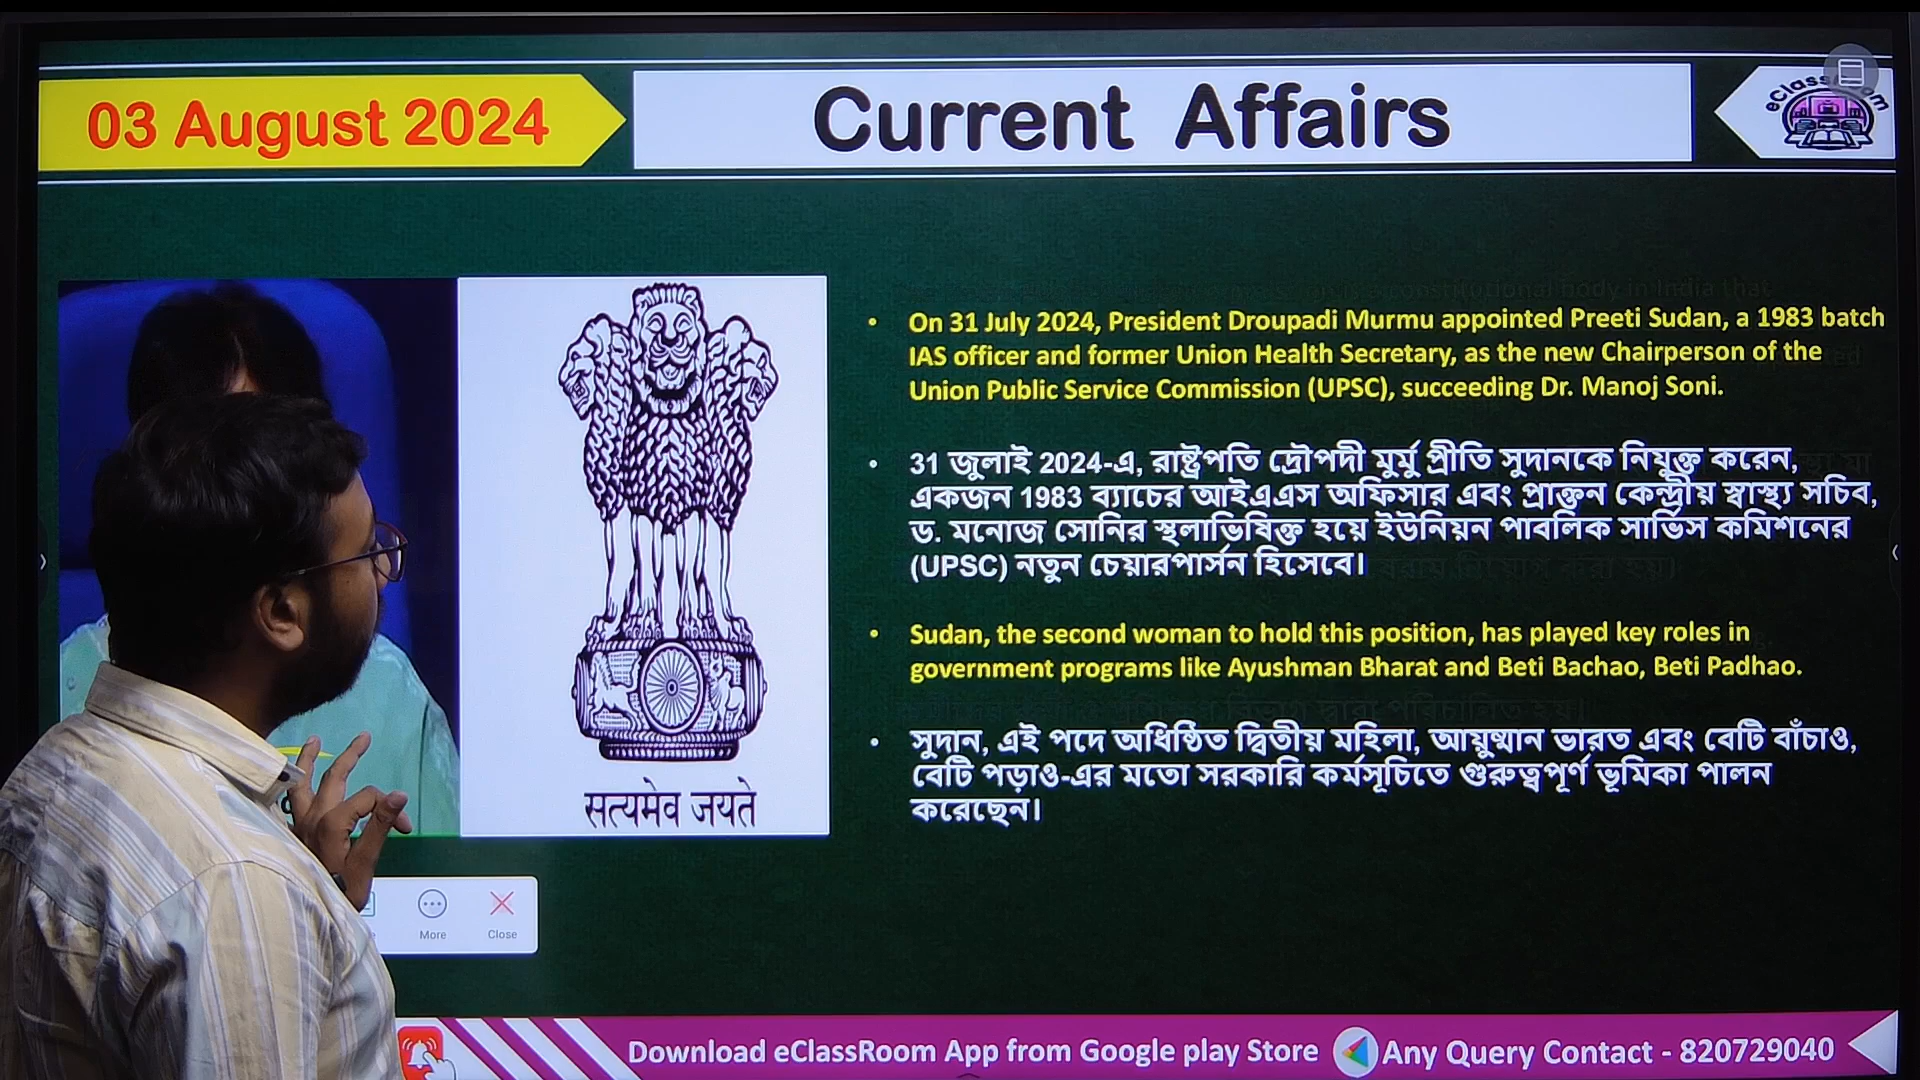 03 August 2024
Current Affairs
eClassRoom
• On 31 July 2024, President Droupadi Murmu appointed Preeti Sudan, a 1983 batch
IAS officer and former Union Health Secretary, as the new Chairperson of the
Union Public Service Commission (UPSC), succeeding Dr. Manoj Soni.
• 31 জুলাই 2024-এ, রাষ্ট্রপতি দ্রৌপদী মুর্মু প্রীতি সুদানকে নিযুক্ত করেন,
একজন 1983 ব্যাচের আইএএস অফিসার এবং প্রাক্তন কেন্দ্রীয় স্বাস্থ্য সচিব,
ড. মনোজ সোনির স্থলাভিষিক্ত হয়ে ইউনিয়ন পাবলিক সার্ভিস কমিশনের
(UPSC) নতুন চেয়ারপার্সন হিসেবে।
• Sudan, the second woman to hold this position, has played key roles in
government programs like Ayushman Bharat and Beti Bachao, Beti Padhao.
• সুদান, এই পদে অধিষ্ঠিত দ্বিতীয় মহিলা, আয়ুষ্মান ভারত এবং বেটি বাঁচাও,
বেটি পড়াও-এর মতো সরকারি কর্মসূচিতে গুরুত্বপূর্ণ ভূমিকা পালন
করেছেন।
सत्यमेव जयते
More
Close
Download eClassRoom App from Google play Store
Any Query Contact - 820729040